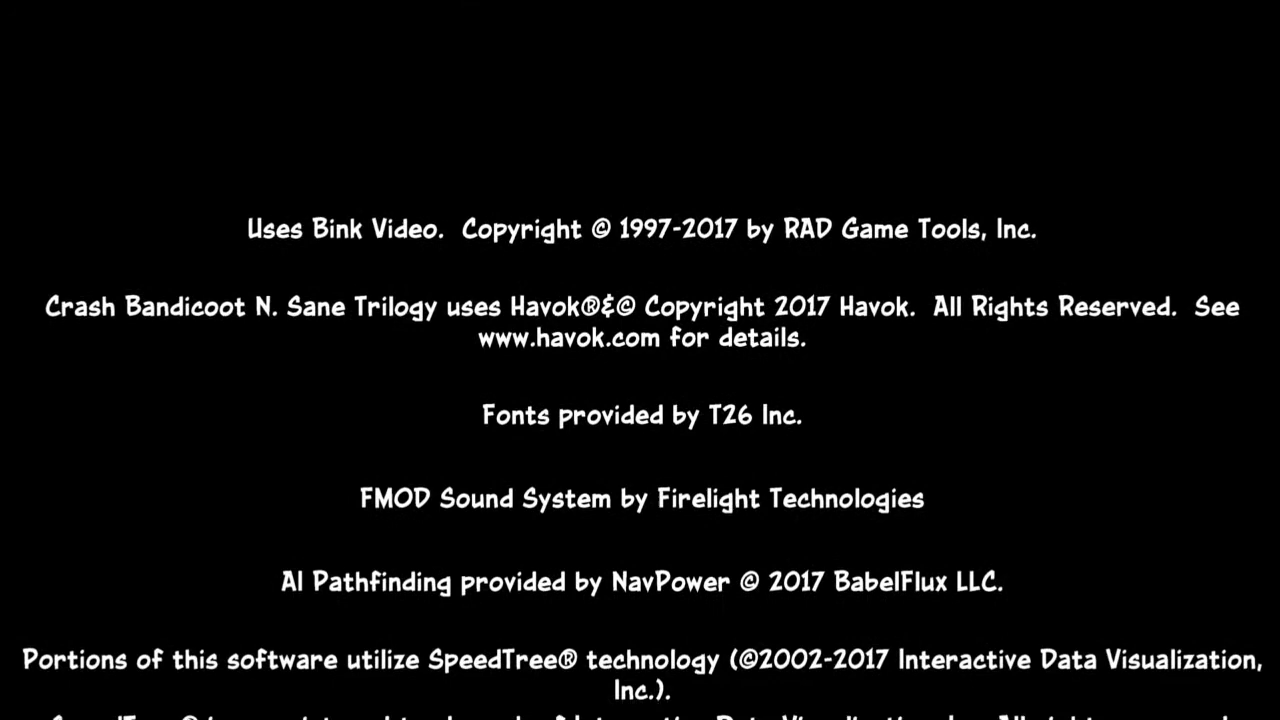 Uses Bink Video.  Copyright © 1997-2017 by RAD Game Tools, Inc.
Crash Bandicoot N. Sane Trilogy uses Havok®&© Copyright 2017 Havok.  All Rights Reserved.  See
www.havok.com for details.
Fonts provided by T26 Inc.
FMOD Sound System by Firelight Technologies
AI Pathfinding provided by NavPower © 2017 BabelFlux LLC.
Portions of this software utilize SpeedTree® technology (©2002-2017 Interactive Data Visualization,
Inc.).